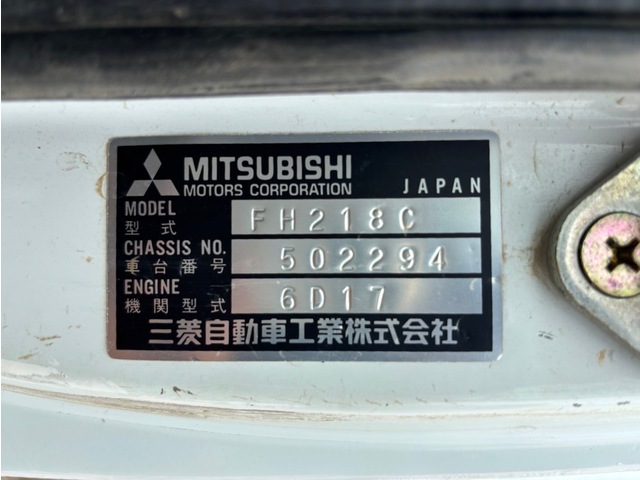 MITSUBISHI
MOTORS CORPORATION JAPAN
MODEL
型式 FH218C
CHASSIS NO.
車台番号 502294
ENGINE
機関型式 6D17
三菱自動車工業株式会社